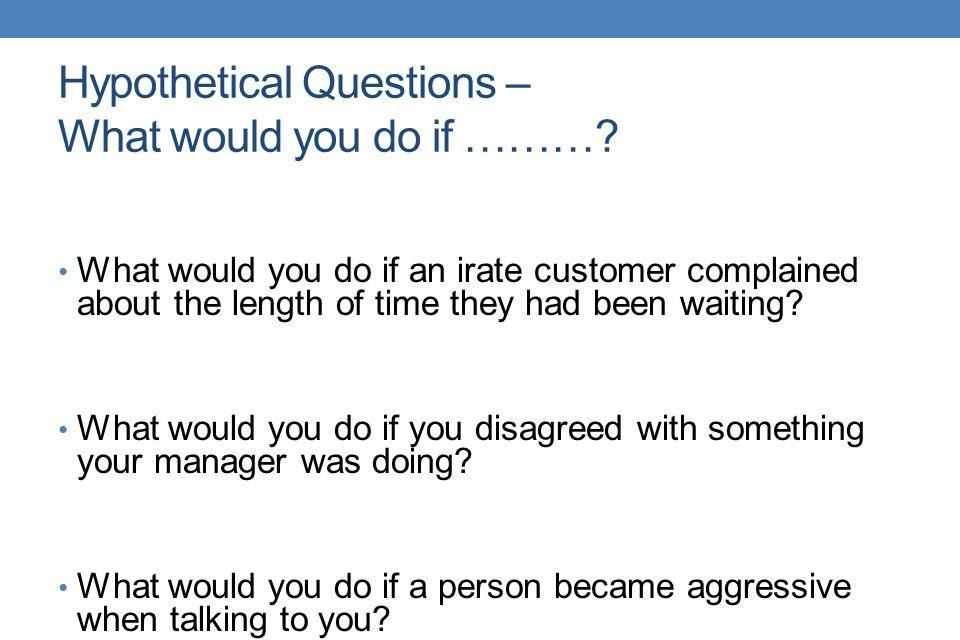 Hypothetical Questions –
What would you do if ………?
• What would you do if an irate customer complained
about the length of time they had been waiting?
• What would you do if you disagreed with something
your manager was doing?
• What would you do if a person became aggressive
when talking to you?